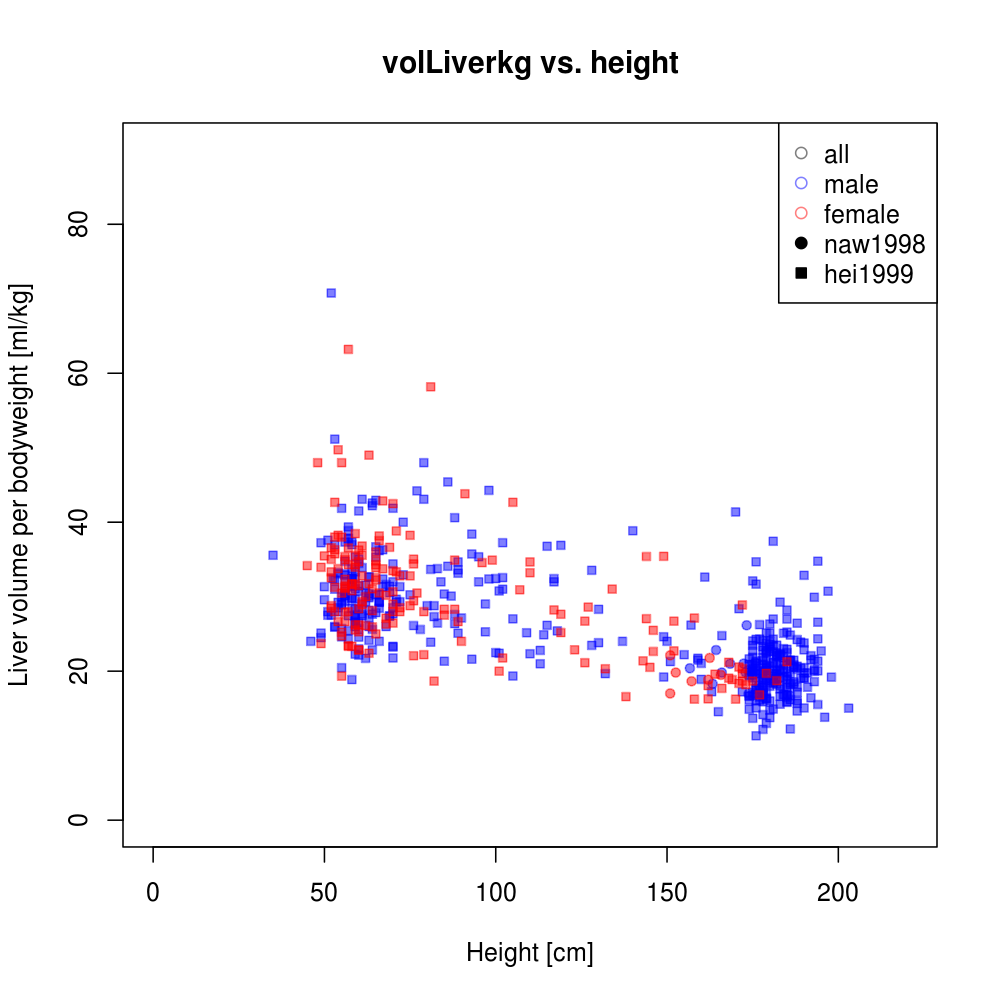 volLiverkg vs. height
all
male
female
naw1998
hei1999
Liver volume per bodyweight [ml/kg]
80
60
40
20
0
0 50 100 150 200
Height [cm]